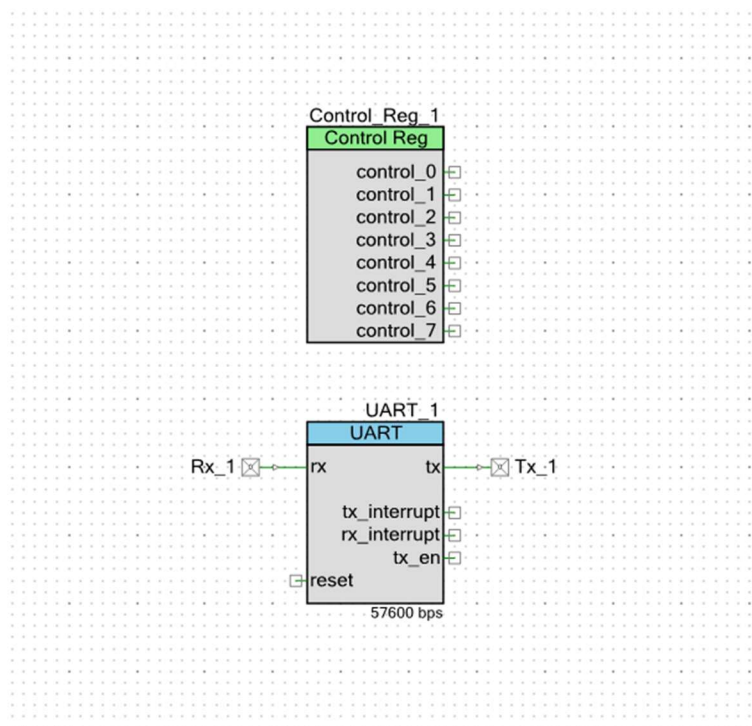 Control_Reg_1
Control Reg
control_0
control_1
control_2
control_3
control_4
control_5
control_6
control_7
UART_1
UART
Rx_1 rx tx Tx_1
tx_interrupt
rx_interrupt
tx_en
reset
57600 bps